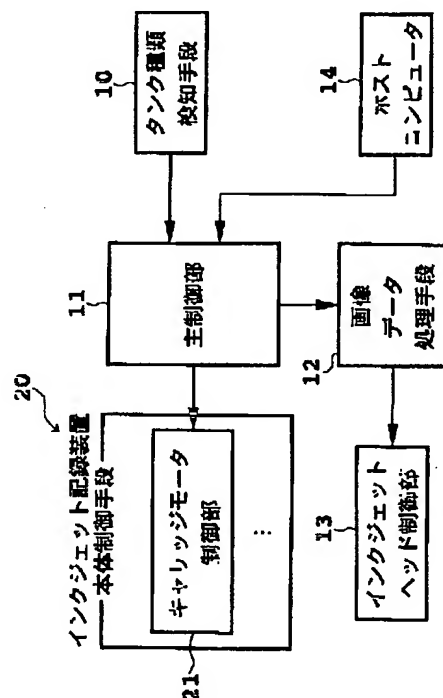 20
インクジェット記録装置
本体制御手段
キャリッジモータ
制御部
21
11
主制御部
10
タンク種類
検知手段
14
ホスト
コンピュータ
12
画像
データ
処理手段
13
インクジェット
ヘッド制御部